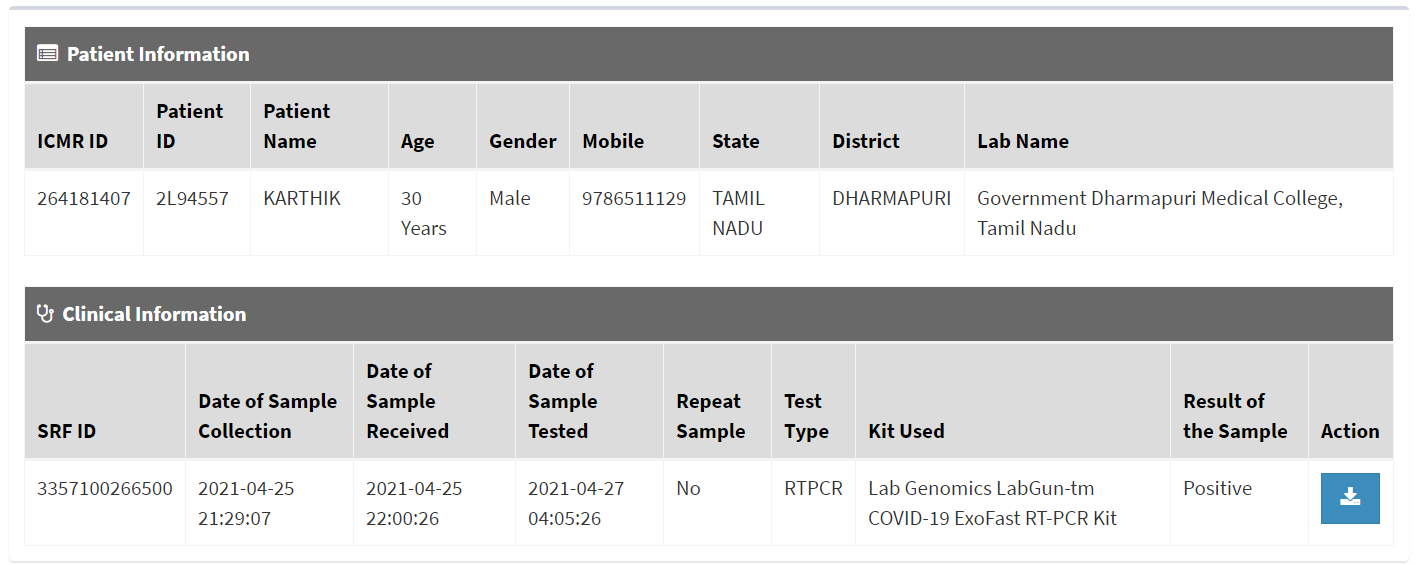 Patient Information
ICMR ID Patient ID Patient Name Age Gender Mobile State District Lab Name
264181407 2L94557 KARTHIK 30 Years Male 9786511129 TAMIL NADU DHARMAPURI Government Dharmapuri Medical College, Tamil Nadu
Clinical Information
SRF ID Date of Sample Collection Date of Sample Received Date of Sample Tested Repeat Sample Test Type Kit Used Result of the Sample Action
3357100266500 2021-04-25 21:29:07 2021-04-25 22:00:26 2021-04-27 04:05:26 No RTPCR Lab Genomics LabGun-tm COVID-19 ExoFast RT-PCR Kit Positive